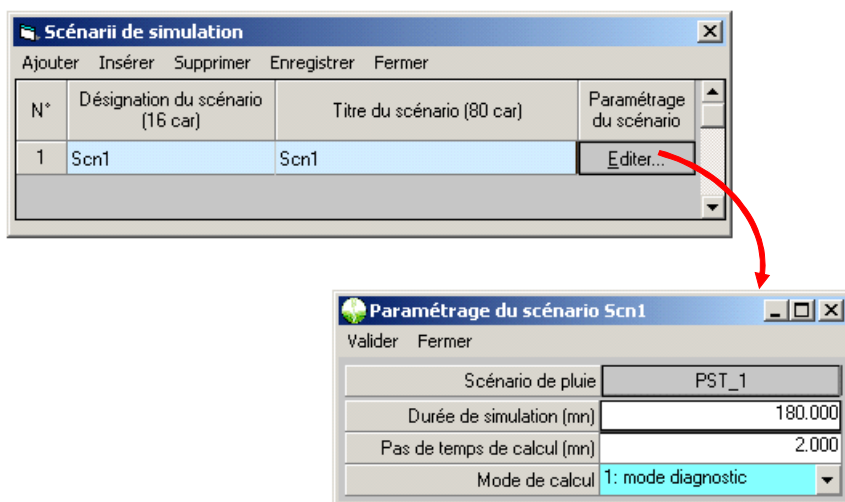 Scénarii de simulation
Ajouter Insérer Supprimer Enregistrer Fermer
N° Désignation du scénario (16 car) Titre du scénario (80 car) Paramétrage du scénario
1 Scn1 Scn1 Editer...
Paramétrage du scénario Scn1
Valider Fermer
Scénario de pluie PST_1
Durée de simulation (mn) 180.000
Pas de temps de calcul (mn) 2.000
Mode de calcul 1: mode diagnostic